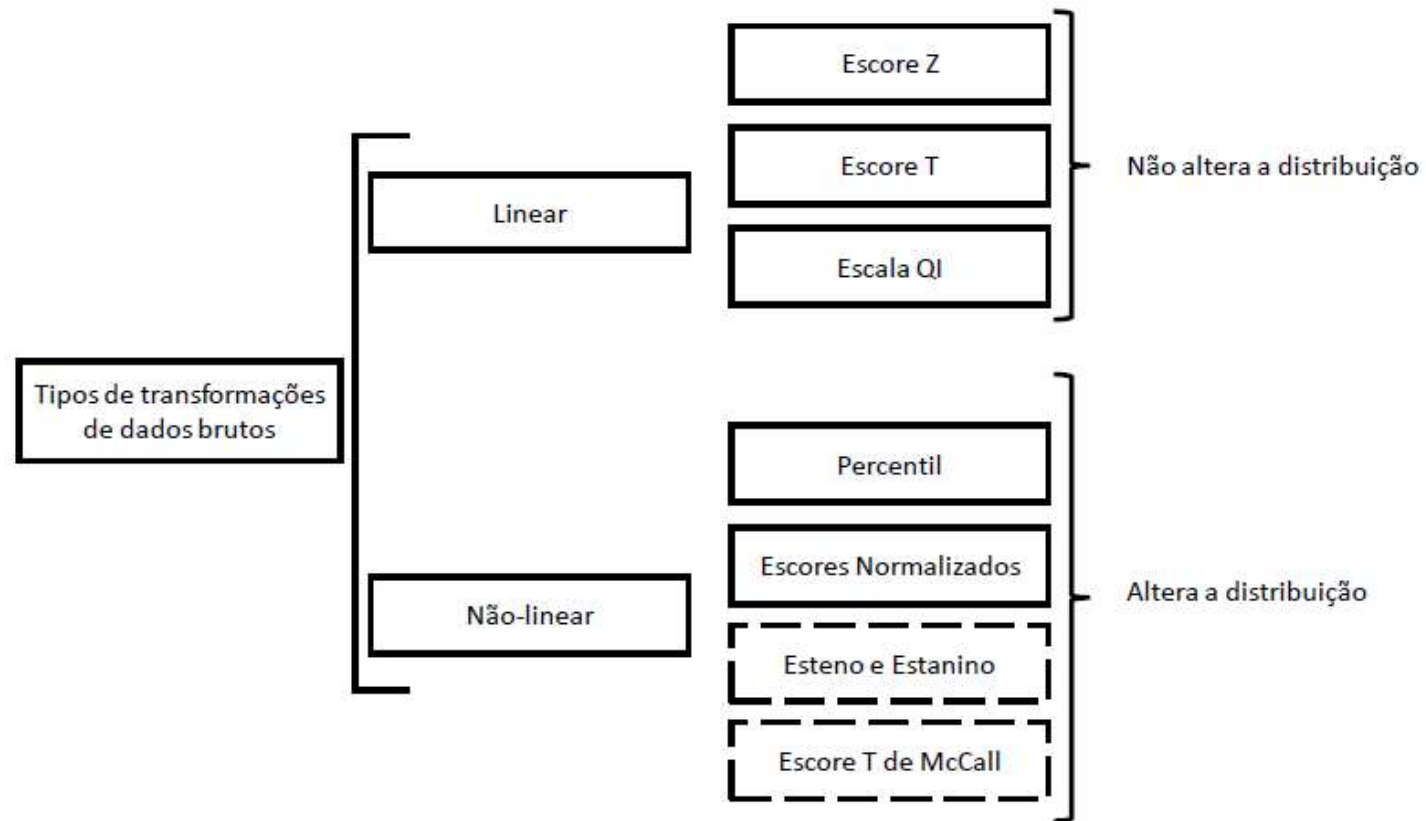 Tipos de transformações
de dados brutos
Linear
Escore Z
Escore T
Escala QI
Não altera a distribuição
Não-linear
Percentil
Escores Normalizados
Esteno e Estanino
Escore T de McCall
Altera a distribuição